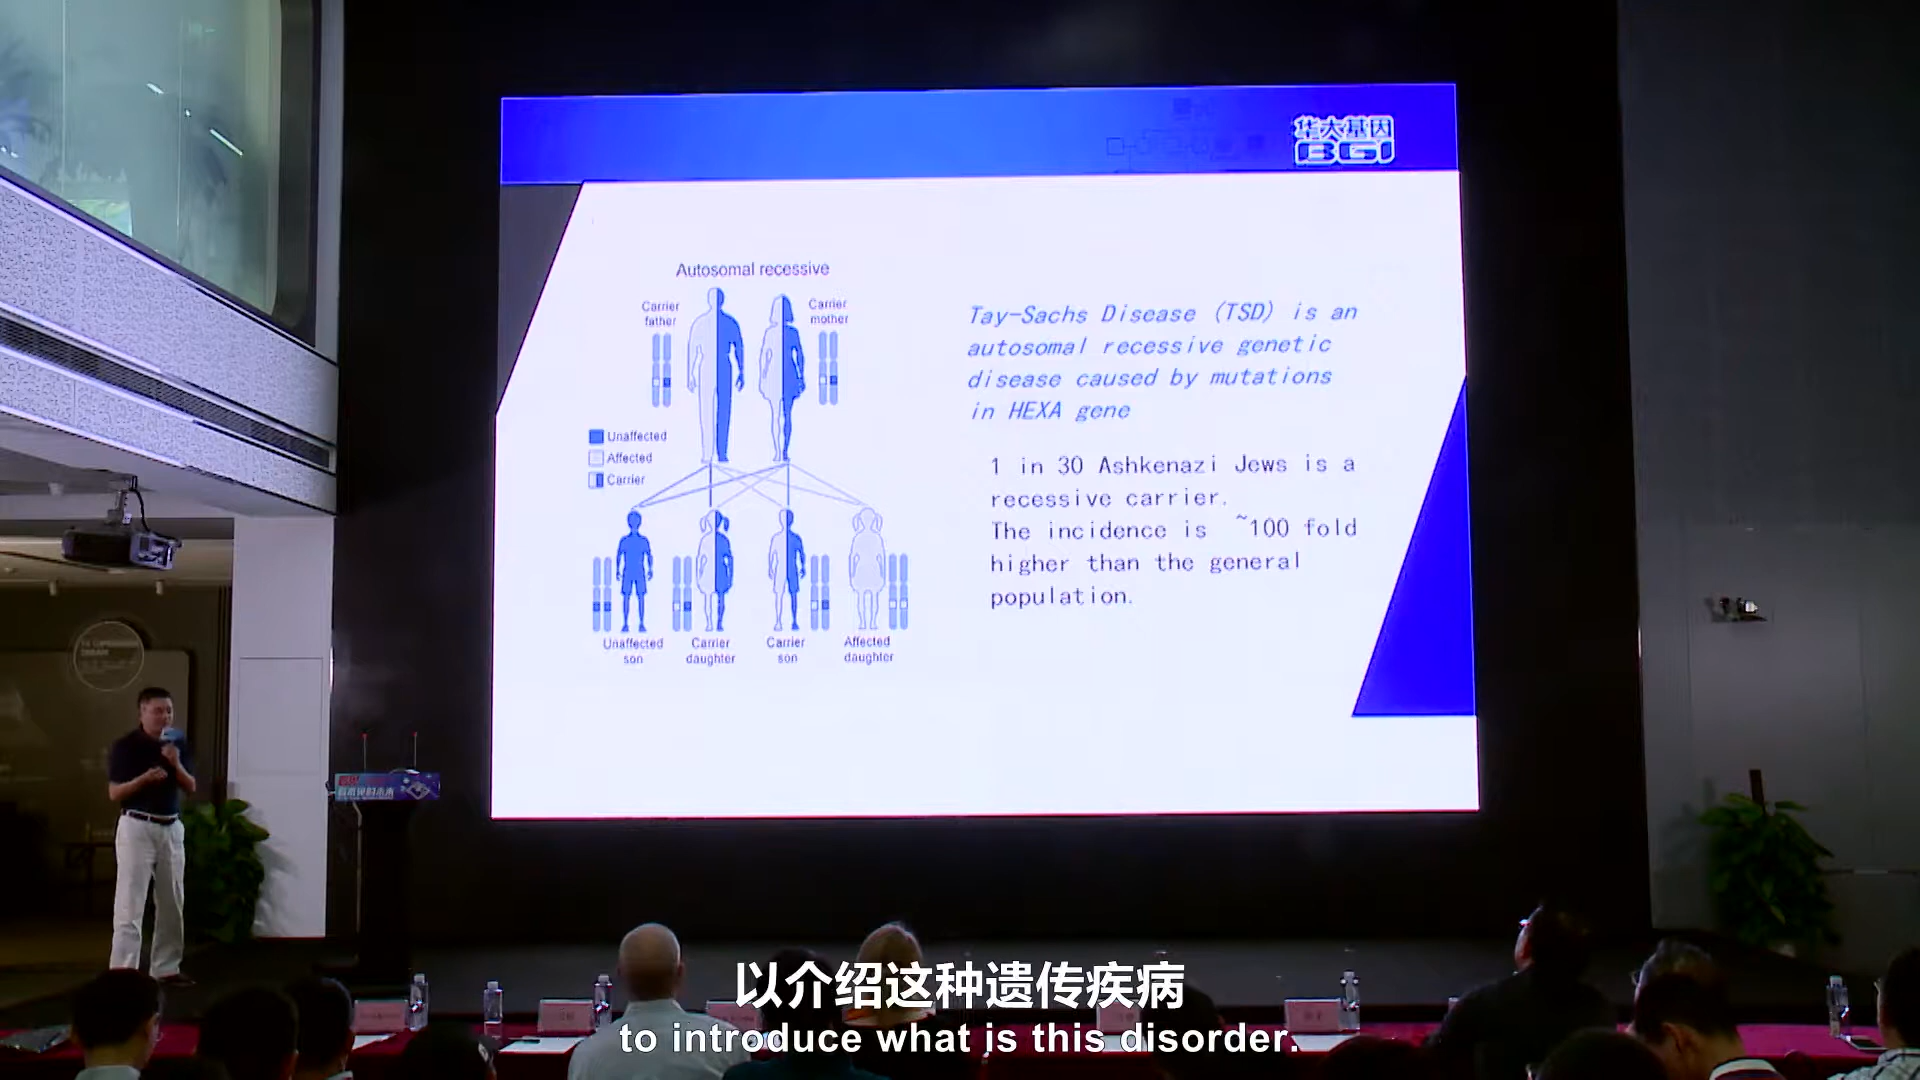 华大基因
BGI
Autosomal recessive
Carrier
father
Carrier
mother
Unaffected
Affected
Carrier
Unaffected
son
Carrier
daughter
Carrier
son
Affected
daughter
Tay-Sachs Disease (TSD) is an
autosomal recessive genetic
disease caused by mutations
in HEXA gene
1 in 30 Ashkenazi Jews is a
recessive carrier.
The incidence is ~100 fold
higher than the general
population.
以介绍这种遗传疾病
to introduce what is this disorder.